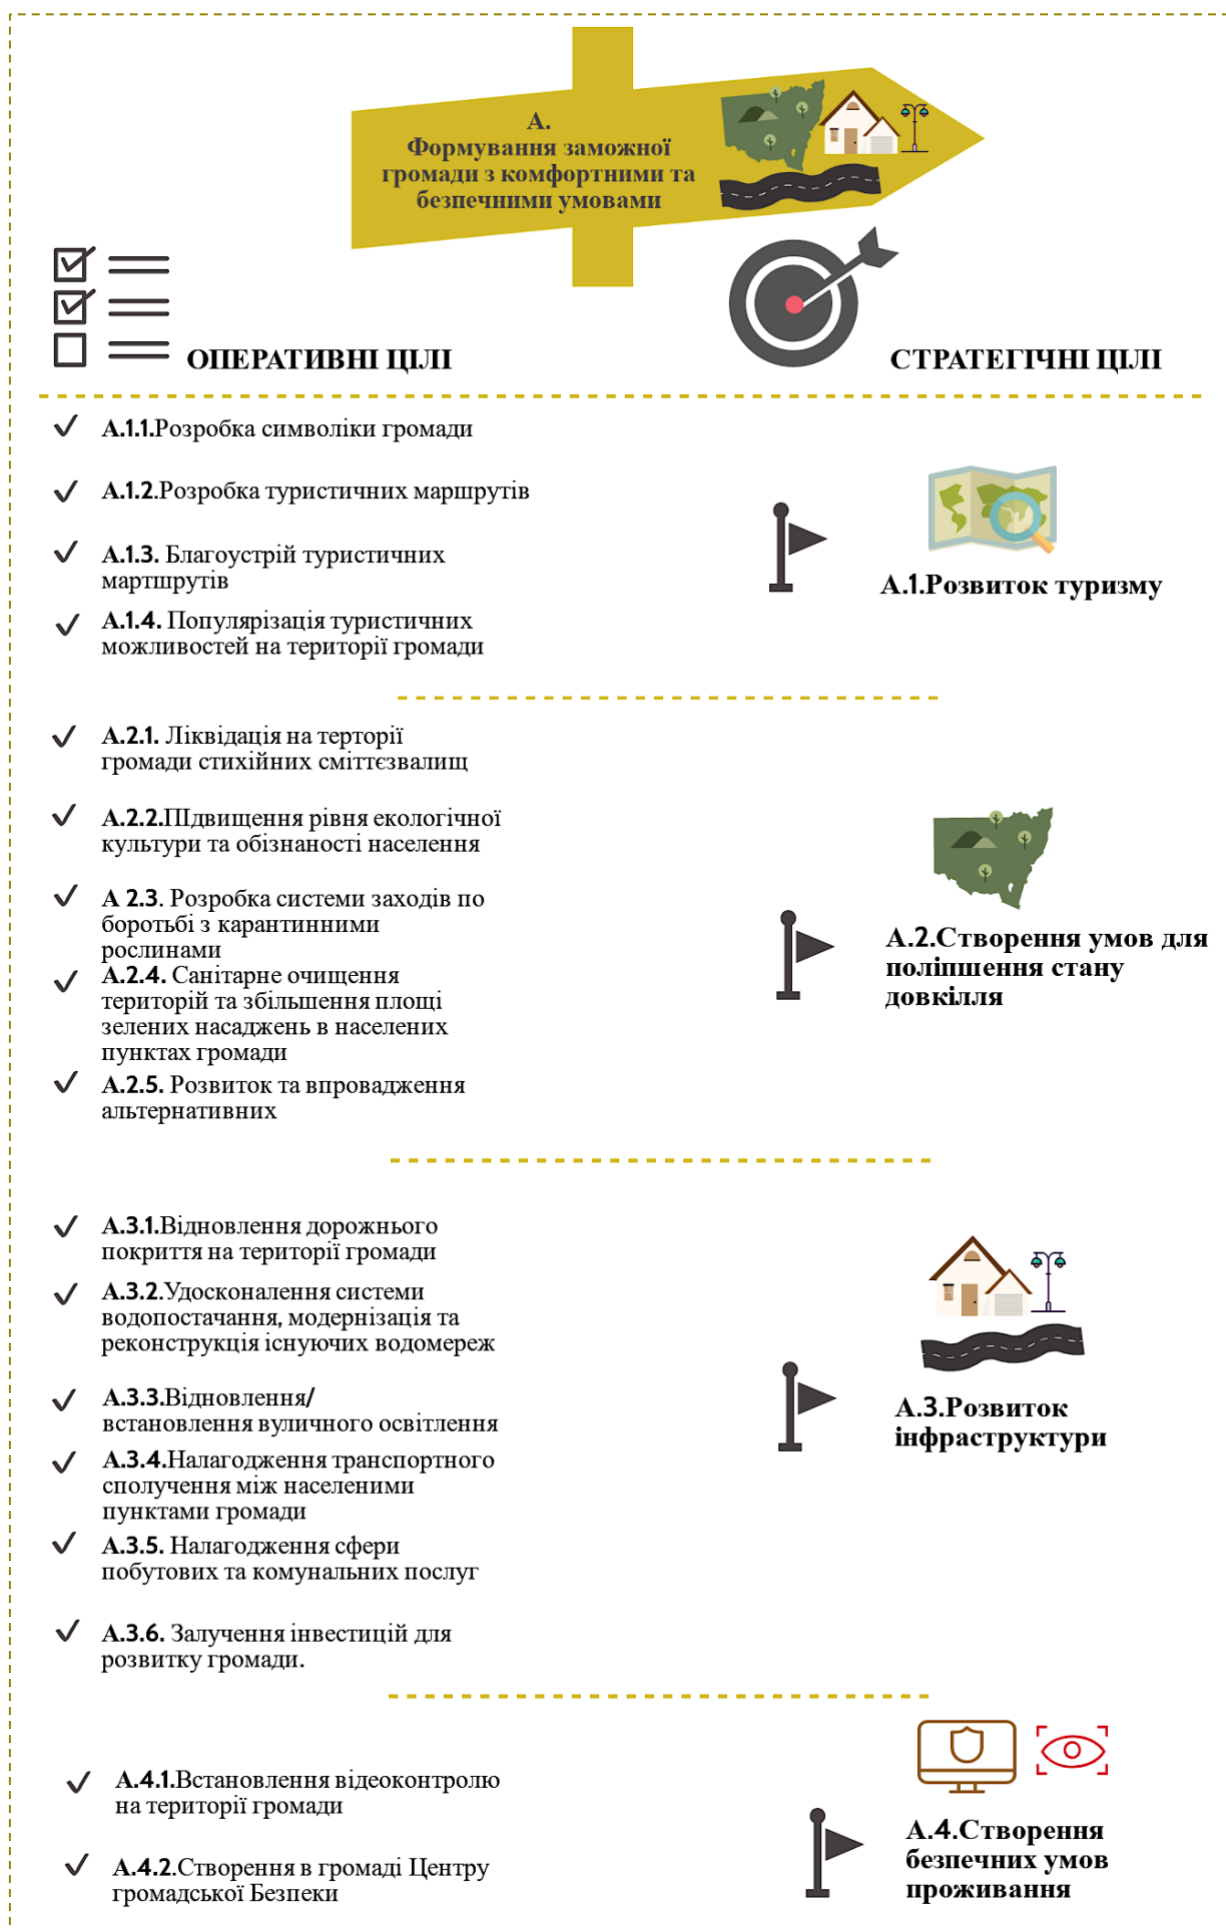 А.
Формування заможної
громади з комфортними та
безпечними умовами
ОПЕРАТИВНІ ЦІЛІ
СТРАТЕГІЧНІ ЦІЛІ
А.1.1.Розробка символіки громади
А.1.2.Розробка туристичних маршрутів
А.1.3. Благоустрій туристичних
мартшрутів
А.1.4. Популярізація туристичних
можливостей на території громади
А.1.Розвиток туризму
А.2.1. Ліквідація на терторії
громади стихійних сміттєзвалищ
А.2.2.ПІдвищення рівня екологічної
культури та обізнаності населення
А 2.3. Розробка системи заходів по
боротьбі з карантинними
рослинами
А.2.4. Санітарне очищення
територій та збільшення площі
зелених насаджень в населених
пунктах громади
А.2.5. Розвиток та впровадження
альтернативних
А.2.Створення умов для
поліпшення стану
довкілля
А.3.1.Відновлення дорожнього
покриття на території громади
А.3.2.Удосконалення системи
водопостачання, модернізація та
реконструкція існуючих водомереж
А.3.3.Відновлення/
встановлення вуличного освітлення
А.3.4.Налагодження транспортного
сполучення між населеними
пунктами громади
А.3.5. Налагодження сфери
побутових та комунальних послуг
А.3.6. Залучення інвестицій для
розвитку громади.
А.3.Розвиток
інфраструктури
А.4.1.Встановлення відеоконтролю
на території громади
А.4.2.Створення в громаді Центру
громадської Безпеки
А.4.Створення
безпечних умов
проживання